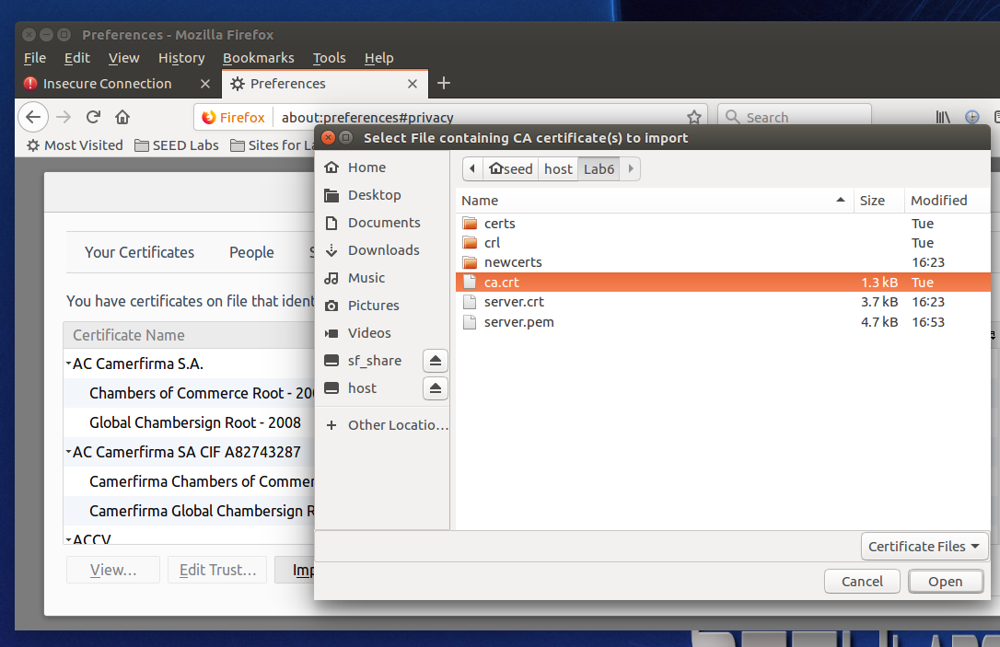 Preferences - Mozilla Firefox
File Edit View History Bookmarks Tools Help
Insecure Connection Preferences
Firefox about:preferences#privacy Search
Most Visited SEED Labs Sites for La
Your Certificates People S
You have certificates on file that ident
Certificate Name
AC Camerfirma S.A.
Chambers of Commerce Root - 20
Global Chambersign Root - 2008
AC Camerfirma SA CIF A82743287
Camerfirma Chambers of Commer
Camerfirma Global Chambersign R
ACCV
View… Edit Trust… Imp
Select File containing CA certificate(s) to import
Home
Desktop
Documents
Downloads
Music
Pictures
Videos
sf_share
host
Other Locatio…
seed host Lab6
Name Size Modified
certs Tue
crl Tue
newcerts 16:23
ca.crt 1.3 kB Tue
server.crt 3.7 kB 16:23
server.pem 4.7 kB 16:53
Certificate Files
Cancel Open